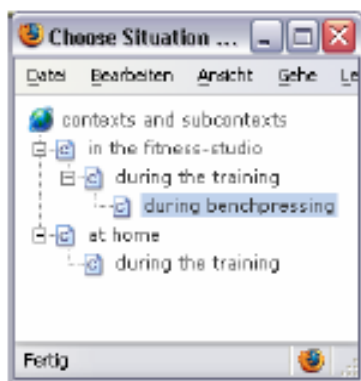 Choose Situation ...
Datei Bearbeiten Ansicht Gehe Le
contexts and subcontexts
in the fitness-studio
during the training
during benchpressing
at home
during the training
Fertig